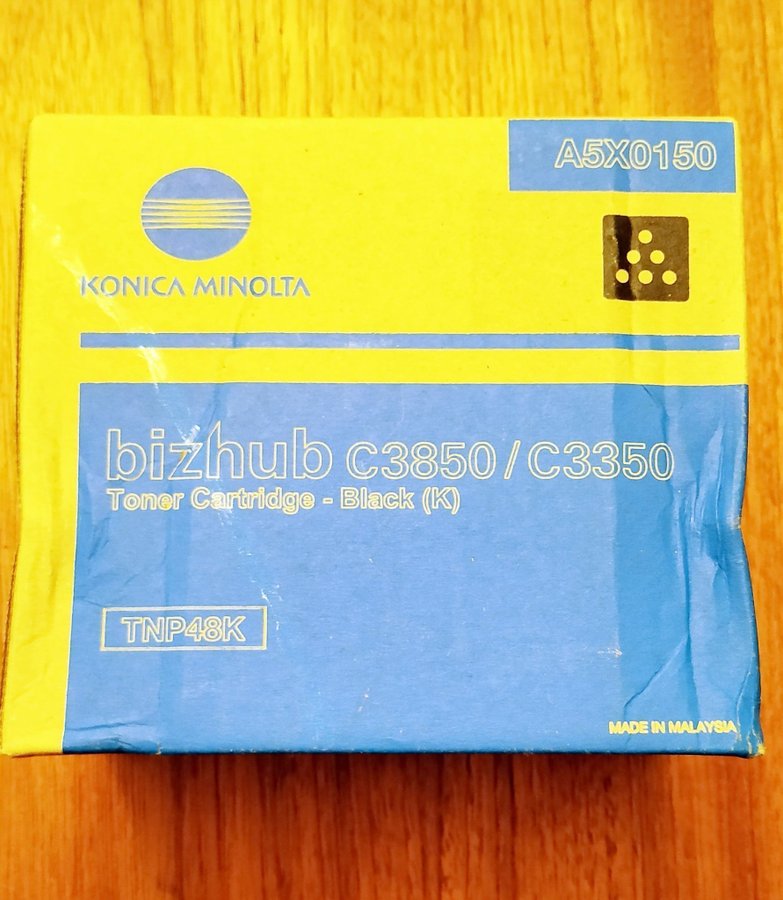 A5X0150
KONICA MINOLTA
bizhub C3850 / C3350
Toner Cartridge - Black (K)
TNP48K
MADE IN MALAYSIA